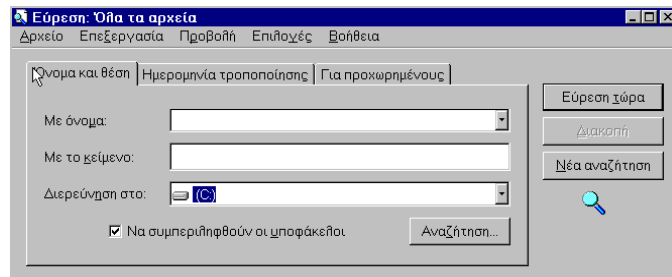 Εύρεση: Όλα τα αρχεία
Αρχείο Επεξεργασία Προβολή Επιλογές Βοήθεια
Όνομα και θέση Ημερομηνία τροποποίησης Για προχωρημένους
Με όνομα:
Με το κείμενο:
Διερεύνηση στο: (C:)
Να συμπεριληφθούν οι υποφάκελοι Αναζήτηση...
Εύρεση τώρα
Διακοπή
Νέα αναζήτηση